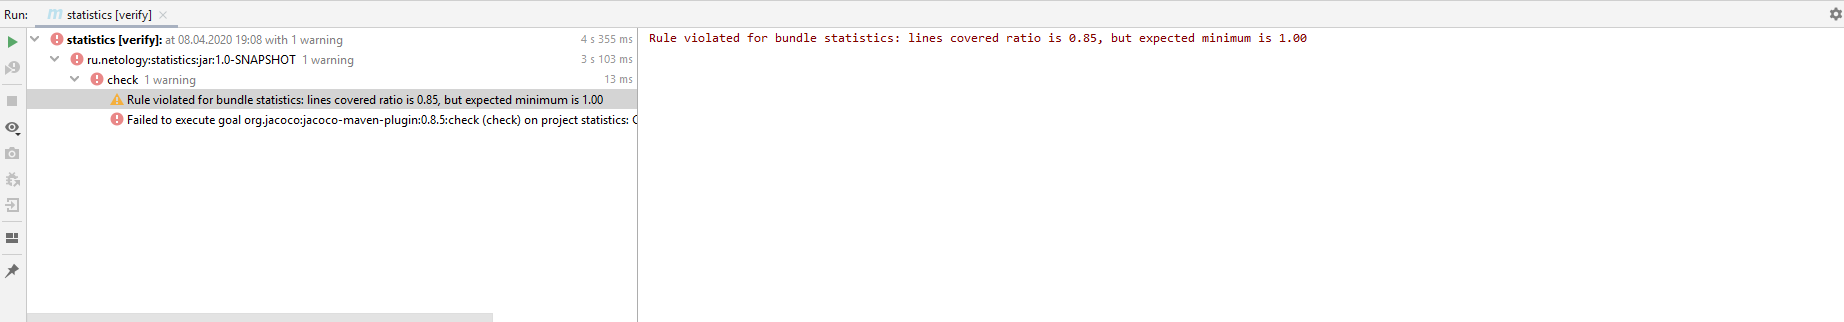 Run: m statistics [verify] ×
statistics [verify]: at 08.04.2020 19:08 with 1 warning 4 s 355 ms
ru.netology:statistics:jar:1.0-SNAPSHOT 1 warning 3 s 103 ms
check 1 warning 13 ms
Rule violated for bundle statistics: lines covered ratio is 0.85, but expected minimum is 1.00
Failed to execute goal org.jacoco:jacoco-maven-plugin:0.8.5:check (check) on project statistics:
Rule violated for bundle statistics: lines covered ratio is 0.85, but expected minimum is 1.00